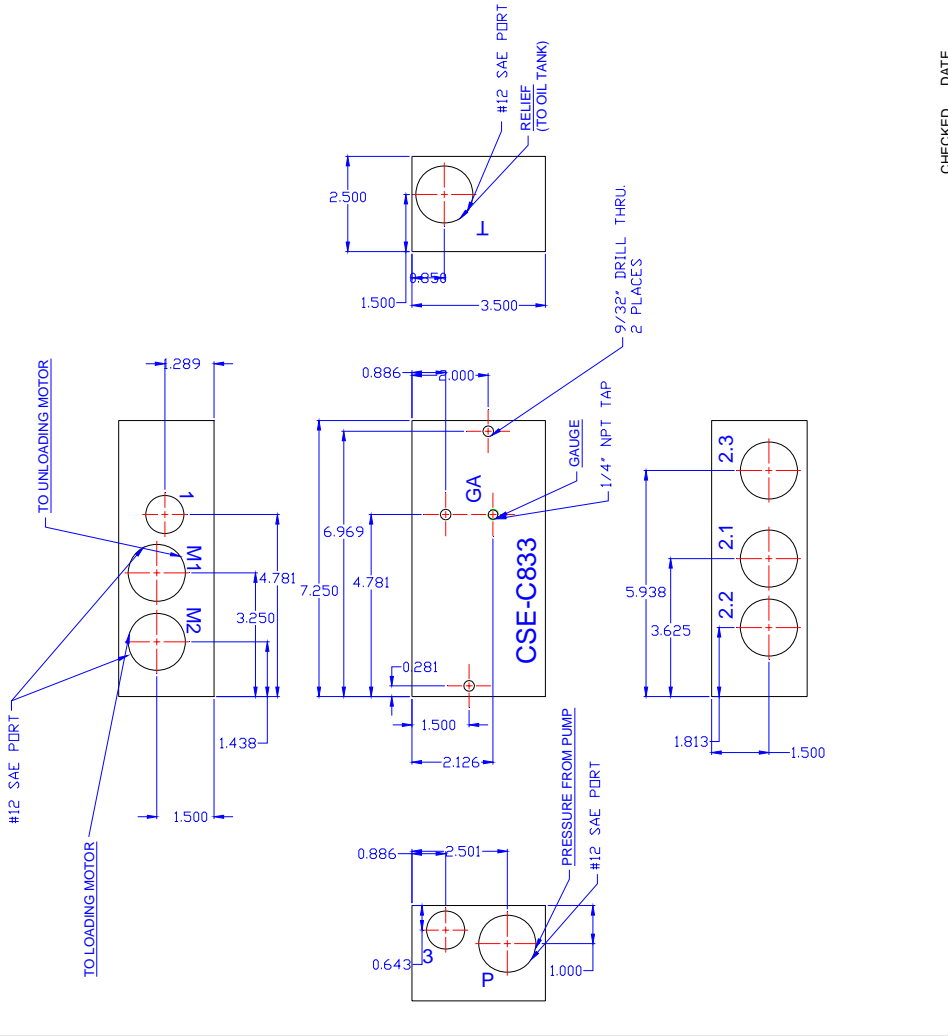 CHECKED DATE
#12 SAE PORT
RELIEF
(TO OIL TANK)
2.500
T
0.850
1.500
3.500
9/32" DRILL THRU.
2 PLACES
TO UNLOADING MOTOR
1.289
1
M1
M2
4.781
3.250
1.438
1.500
#12 SAE PORT
TO LOADING MOTOR
0.886
2.000
GAUGE
1/4" NPT TAP
GA
CSE-C833
7.250
6.969
4.781
0.281
1.500
2.126
2.3
2.1
2.2
5.938
3.625
1.813
1.500
PRESSURE FROM PUMP
#12 SAE PORT
0.886
2.501
3
P
0.643
1.000